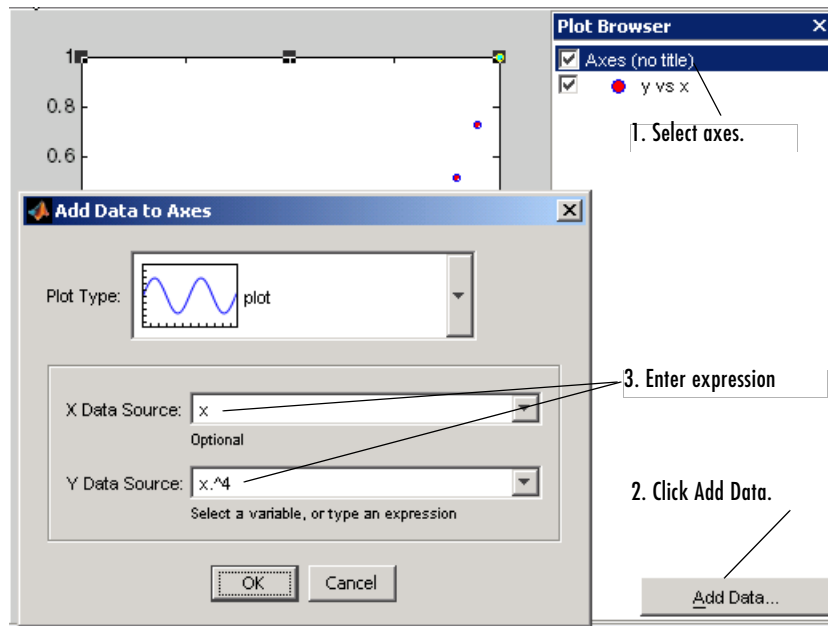 Plot Browser
1
Axes (no title)
y vs x
0.8
1. Select axes.
0.6
Add Data to Axes
Plot Type: plot
3. Enter expression
X Data Source: x
Optional
Y Data Source: x.^4
Select a variable, or type an expression
2. Click Add Data.
OK Cancel
Add Data...